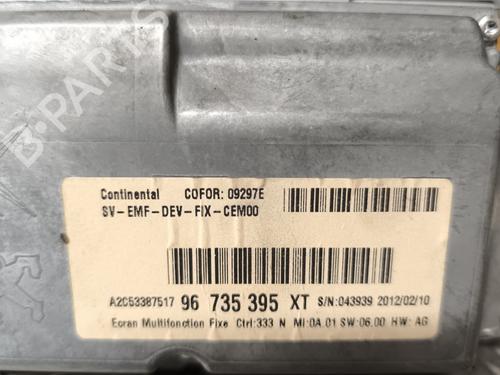 B-PARTS
Continental COFOR: 09297E
SV-EMF-DEV-FIX-CEM00
A2C53387517 96 735 395 XT S/N:043939 2012/02/10
Ecran Multifonction Fixe Ctrl:333 N MI:0A.01 SW:06.00 HW: AG